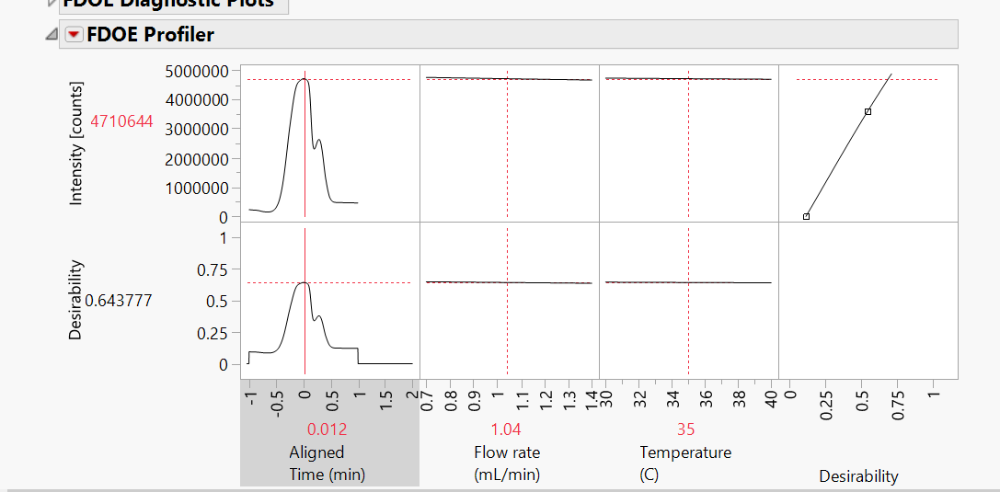 FDOE Diagnostic Plots
FDOE Profiler
Intensity [counts]
4710644
5000000
4000000
3000000
2000000
1000000
0
Desirability
0.643777
1
0.75
0.5
0.25
0
-1 -0.5 0 0.5 1 1.5 2
0.7 0.8 0.9 1 1.1 1.2 1.3 1.4
30 32 34 36 38 40
0 0.25 0.5 0.75 1
0.012
Aligned
Time (min)
1.04
Flow rate
(mL/min)
35
Temperature
(C)
Desirability